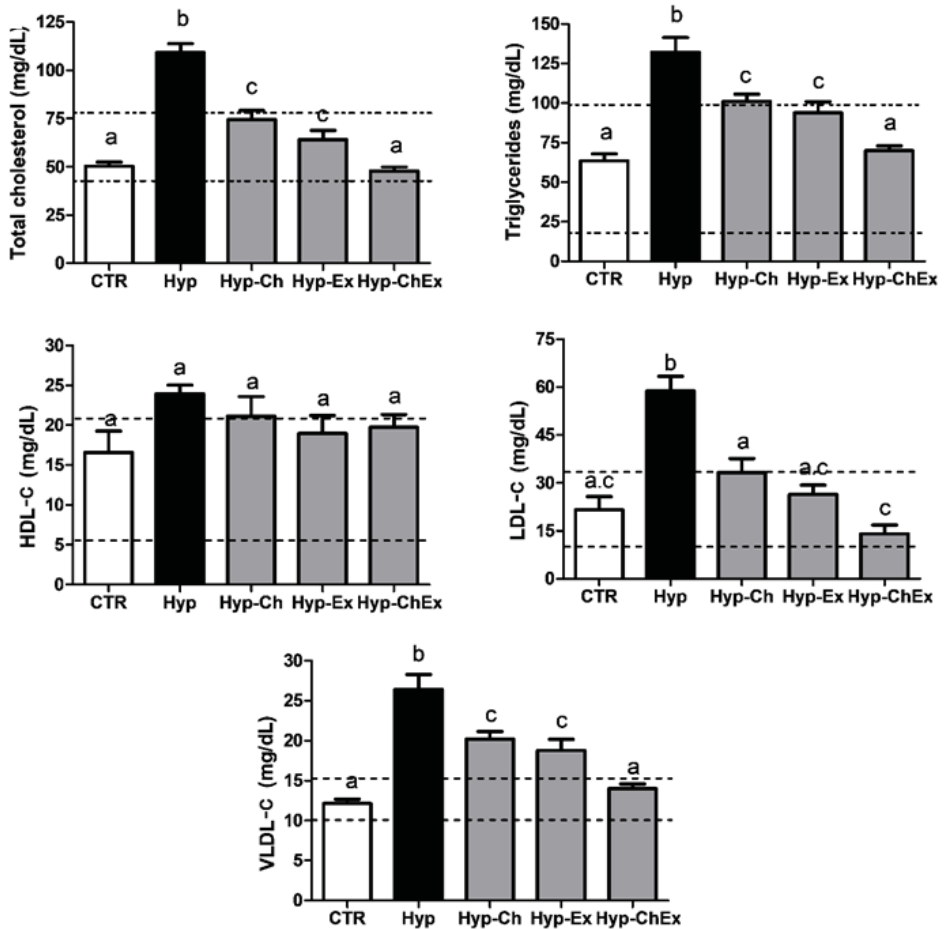 Total cholesterol (mg/dL)
125
100
75
50
25
0
a
b
c
c
a
CTR Hyp Hyp-Ch Hyp-Ex Hyp-ChEx
Triglycerides (mg/dL)
150
125
100
75
50
25
0
a
b
c
c
a
CTR Hyp Hyp-Ch Hyp-Ex Hyp-ChEx
HDL-C (mg/dL)
30
25
20
15
10
5
0
a
a
a
a
a
CTR Hyp Hyp-Ch Hyp-Ex Hyp-ChEx
LDL-C (mg/dL)
75
60
45
30
15
0
a.c
b
a
a,c
c
CTR Hyp Hyp-Ch Hyp-Ex Hyp-ChEx
VLDL-C (mg/dL)
30
25
20
15
10
5
0
a
b
c
c
a
CTR Hyp Hyp-Ch Hyp-Ex Hyp-ChEx